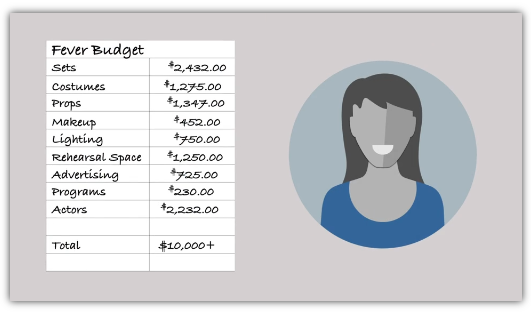 Fever Budget
Sets $2,432.00
Costumes $1,275.00
Props $1,347.00
Makeup $452.00
Lighting $750.00
Rehearsal Space $1,250.00
Advertising $725.00
Programs $230.00
Actors $2,232.00
Total $10,000+